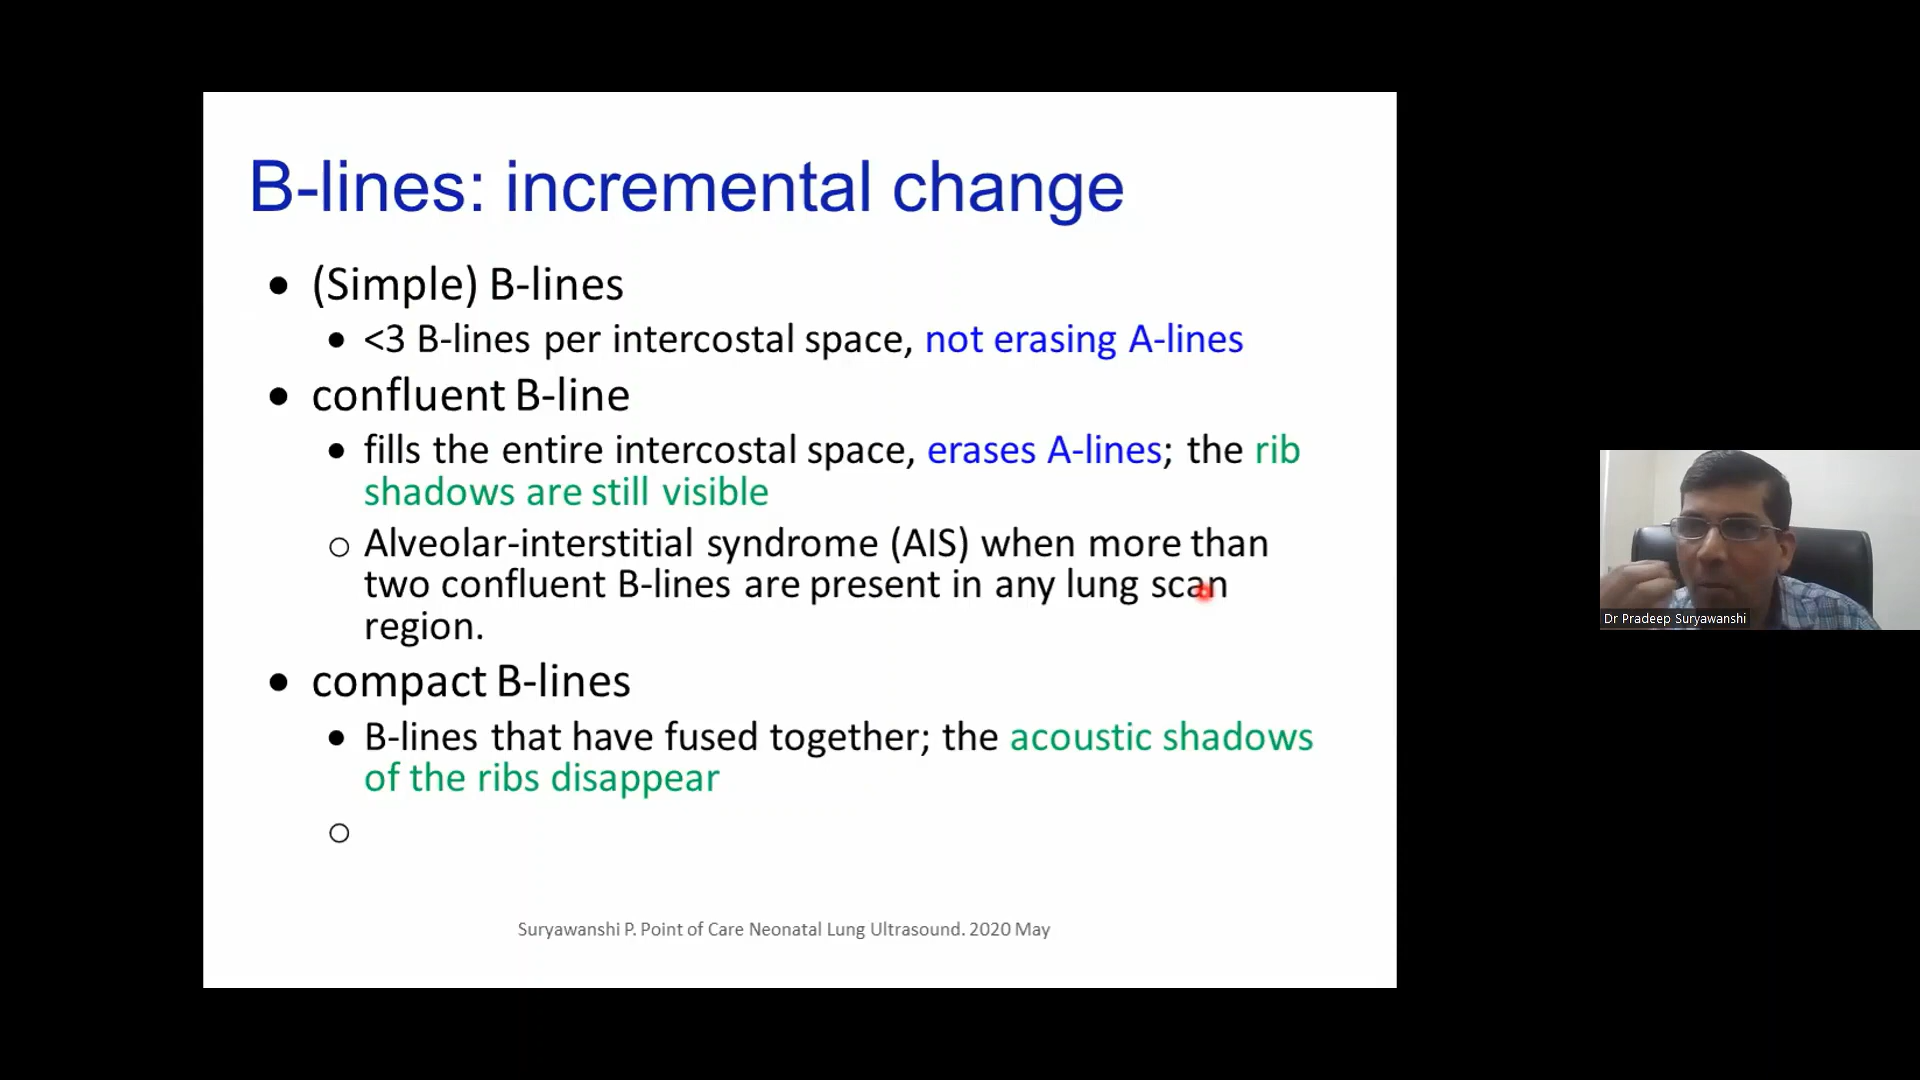 B-lines: incremental change
• (Simple) B-lines
• <3 B-lines per intercostal space, not erasing A-lines
• confluent B-line
• fills the entire intercostal space, erases A-lines; the rib
shadows are still visible
○ Alveolar-interstitial syndrome (AIS) when more than
two confluent B-lines are present in any lung scan
region.
• compact B-lines
• B-lines that have fused together; the acoustic shadows
of the ribs disappear
○
Suryawanshi P. Point of Care Neonatal Lung Ultrasound. 2020 May
Dr Pradeep Suryawanshi